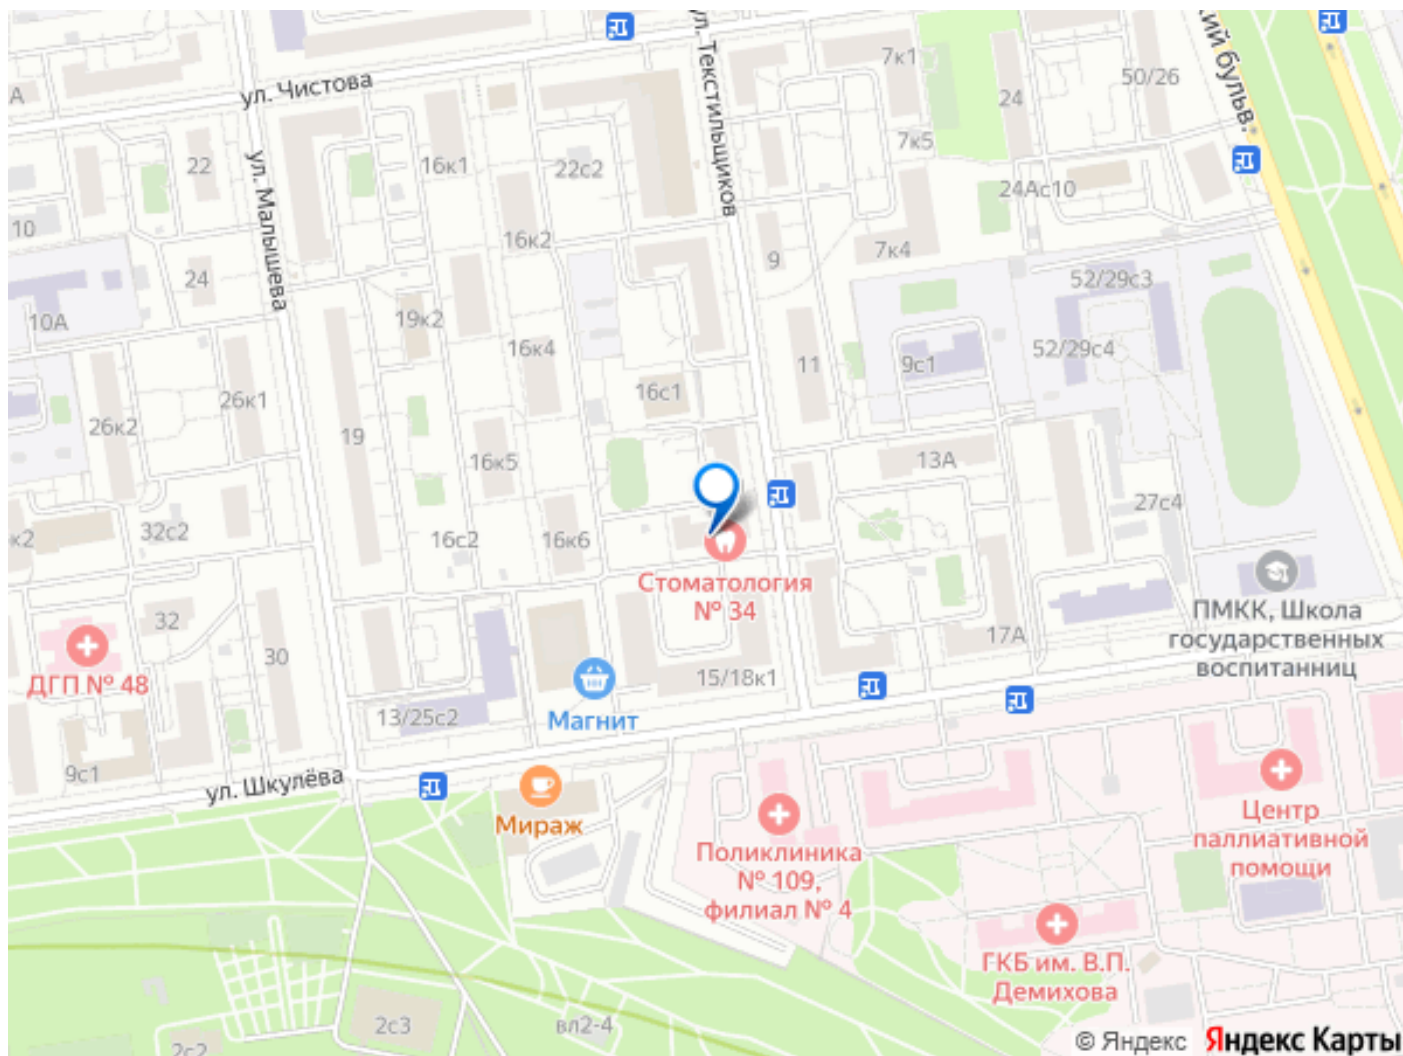 ул. Текстильщиков
7к1
50/26
кий бульв.
ул. Чистова
24
А
7к5
22
16к1
22с2
24Ас10
ул. Малышева
10
16к2
7к4
9
24
52/29с3
10А
19к2
16к4
52/29с4
11
9с1
16с1
26к1
26к2
19
16к5
13А
27с4
к2
32с2
16с2
16к6
Стоматология
№ 34
ПМКК, Школа
государственных
воспитанниц
32
17А
30
ДГП № 48
15/18к1
13/25с2
Магнит
9с1
ул. Шкулёва
Мираж
Центр
паллиативной
помощи
Поликлиника
№ 109,
филиал № 4
ГКБ им. В.П.
Демихова
2с3
вл2-4
2с2
© Яндекс Яндекс Карты